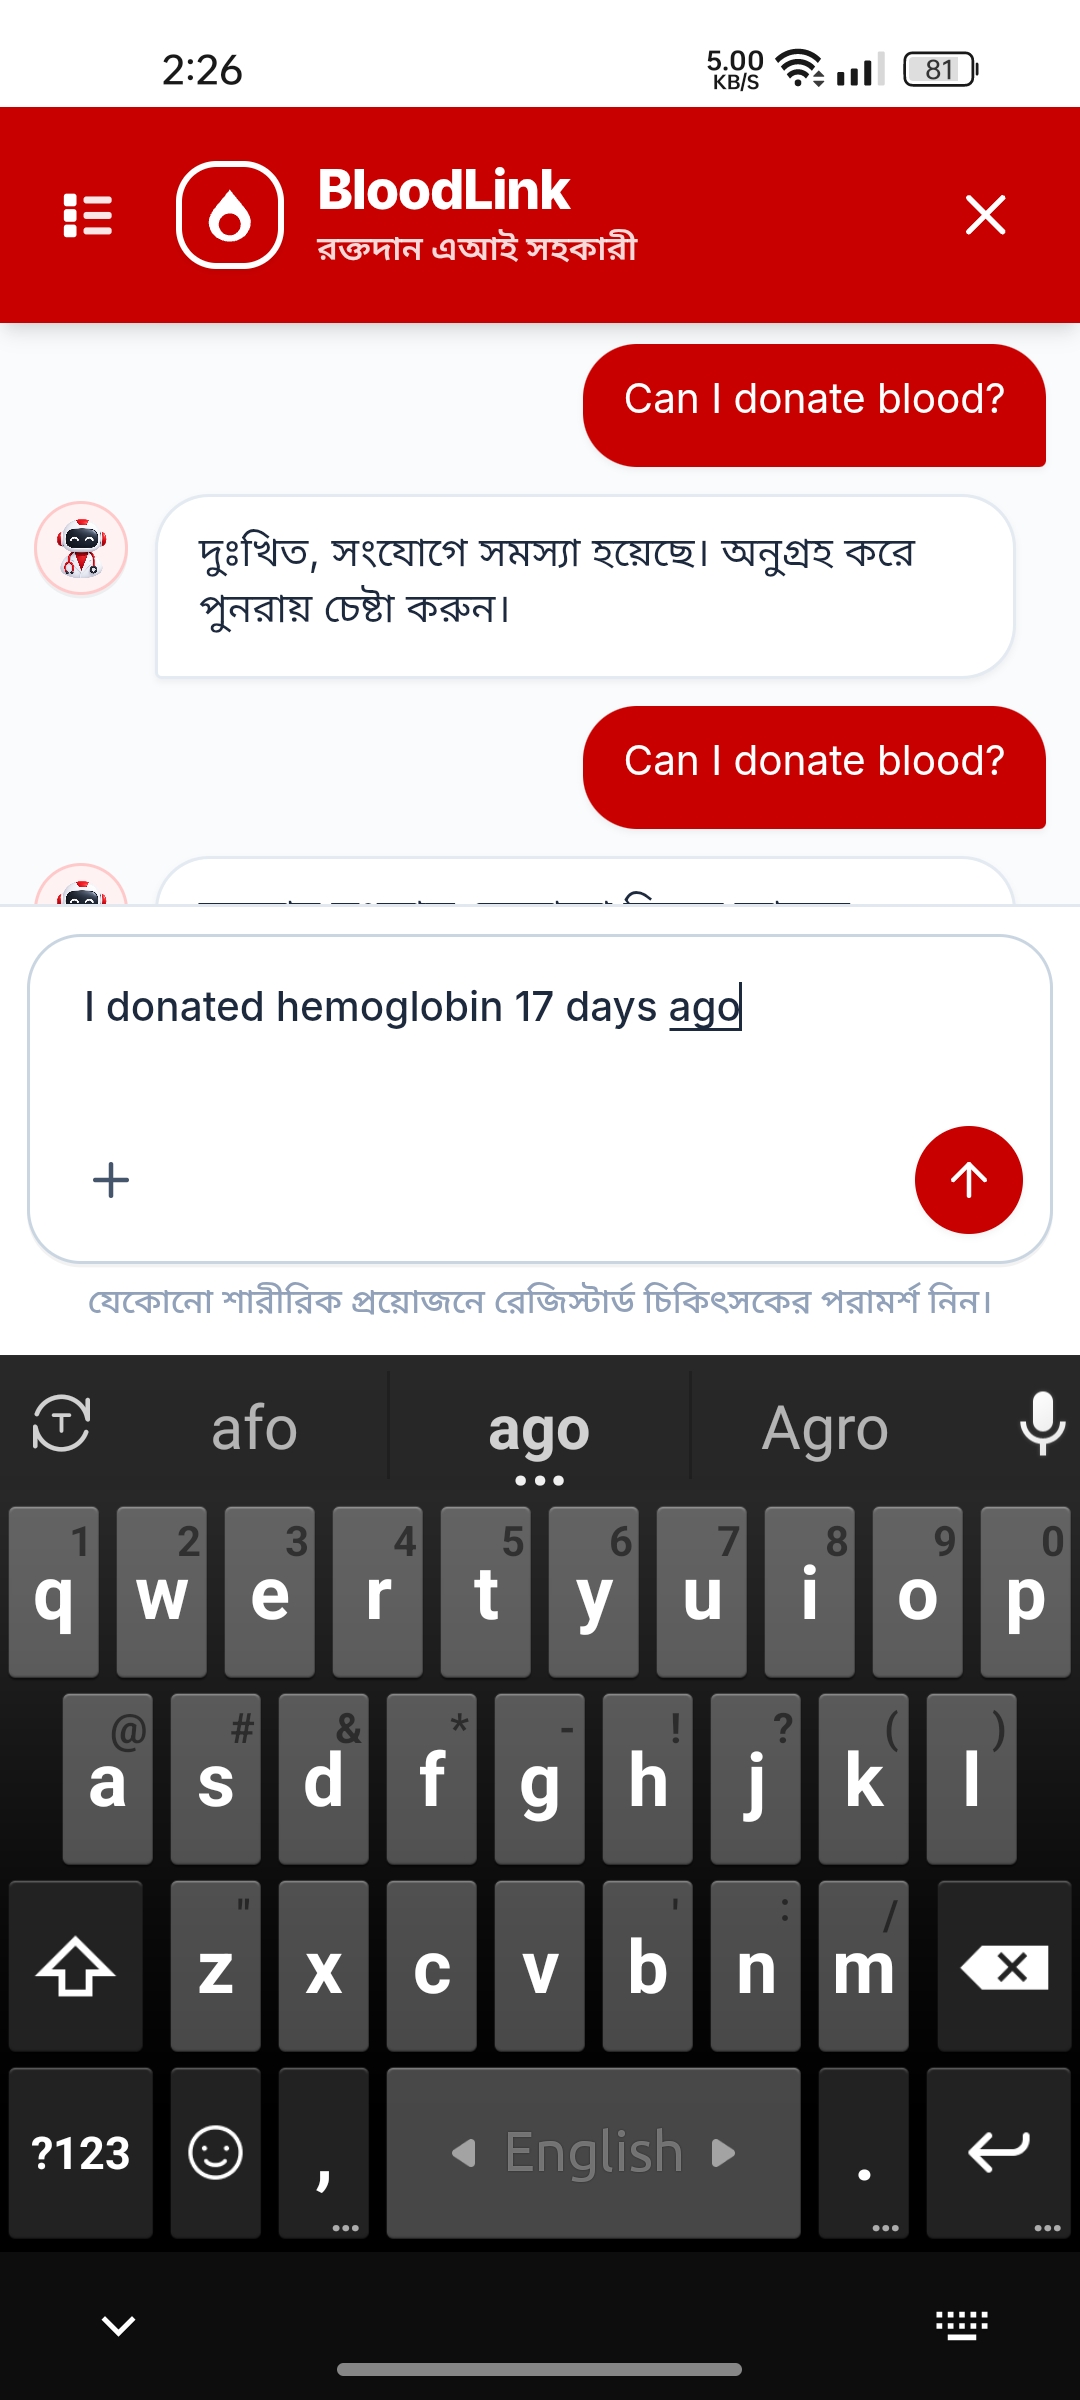 2:26
5.00
KB/S
81
BloodLink
রক্তদান এআই সহকারী
Can I donate blood?
দুঃখিত, সংযোগে সমস্যা হয়েছে। অনুগ্রহ করে
পুনরায় চেষ্টা করুন।
Can I donate blood?
I donated hemoglobin 17 days ago
যেকোনো শারীরিক প্রয়োজনে রেজিস্টার্ড চিকিৎসকের পরামর্শ নিন।
T
afo
ago
Agro
1 2 3 4 5 6 7 8 9 0
q w e r t y u i o p
@ # & * - ! ? ( )
a s d f g h j k l
" ' : /
z x c v b n m
?123 , English .